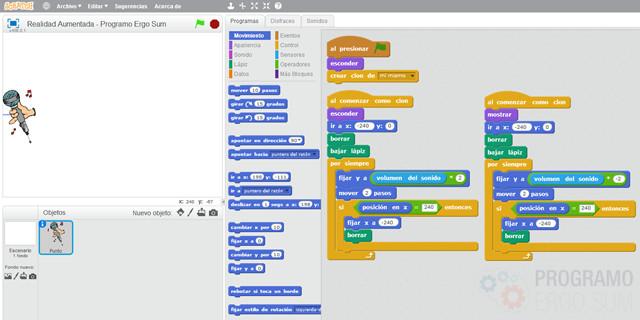 SCRATCH
Archivo▼ Editar▼ Sugerencias Acerca de
Realidad Aumentada - Programo Ergo Sum
X: 240 y: -67
Objetos
Nuevo objeto:
Escenario
1 fondo
Fondo nuevo:
Punto
Programas
Disfraces
Sonidos
Movimiento
Apariencia
Sonido
Lápiz
Datos
Eventos
Control
Sensores
Operadores
Más Bloques
mover 10 pasos
girar 15 grados
girar 15 grados
apuntar en dirección 90▼
apuntar hacia puntero del ratón
ir a x: 198 y: -111
ir a puntero del ratón
deslizar en 1 segs a x: 198 y:
cambiar x por 10
fijar x a 0
cambiar y por 10
fijar y a 0
rebotar si toca un borde
fijar estilo de rotación izquierda-d
al presionar
esconder
crear clon de mí mismo
al comenzar como clon
esconder
ir a x: -240 y: 0
borrar
bajar lápiz
por siempre
fijar y a volumen del sonido * 2
mover 2 pasos
si posición en x = 240 entonces
fijar x a -240
borrar
al comenzar como clon
mostrar
ir a x: -240 y: 0
borrar
bajar lápiz
por siempre
fijar y a volumen del sonido * -2
mover 2 pasos
si posición en x = 240 entonces
fijar x a -240
borrar
PROGRAMO
ERGO SUM